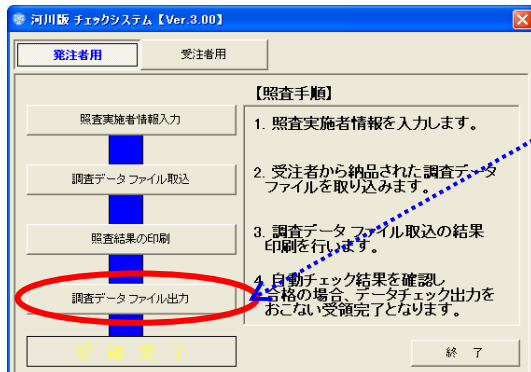 河川版 チェックシステム【Ver.3.00】
発注者用
受注者用
照査実施者情報入力
調査データファイル取込
照査結果の印刷
調査データファイル出力
受 領 完 了
【照査手順】
1. 照査実施者情報を入力します。
2. 受注者から納品された調査データ
ファイルを取り込みます。
3. 調査データファイル取込の結果
印刷を行います。
4. 自動チェック結果を確認し
合格の場合、データチェック出力を
おこない受領完了となります。
終 了